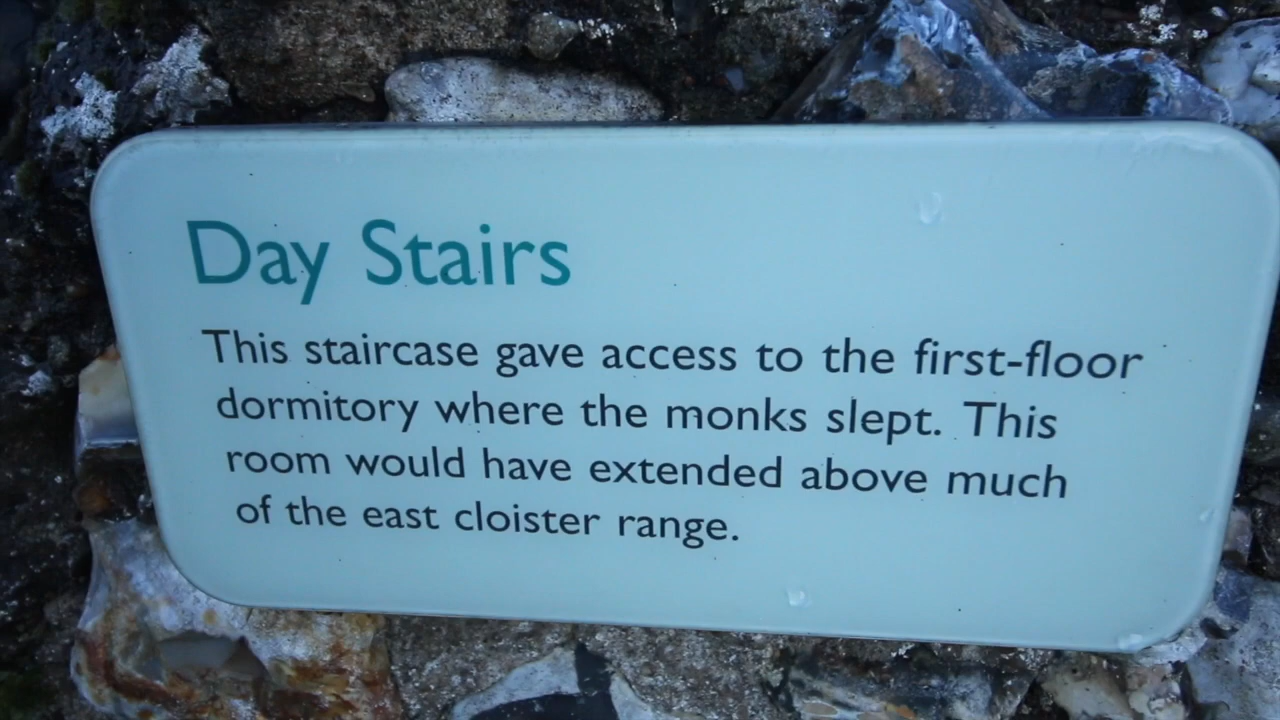 Day Stairs
This staircase gave access to the first-floor
dormitory where the monks slept. This
room would have extended above much
of the east cloister range.